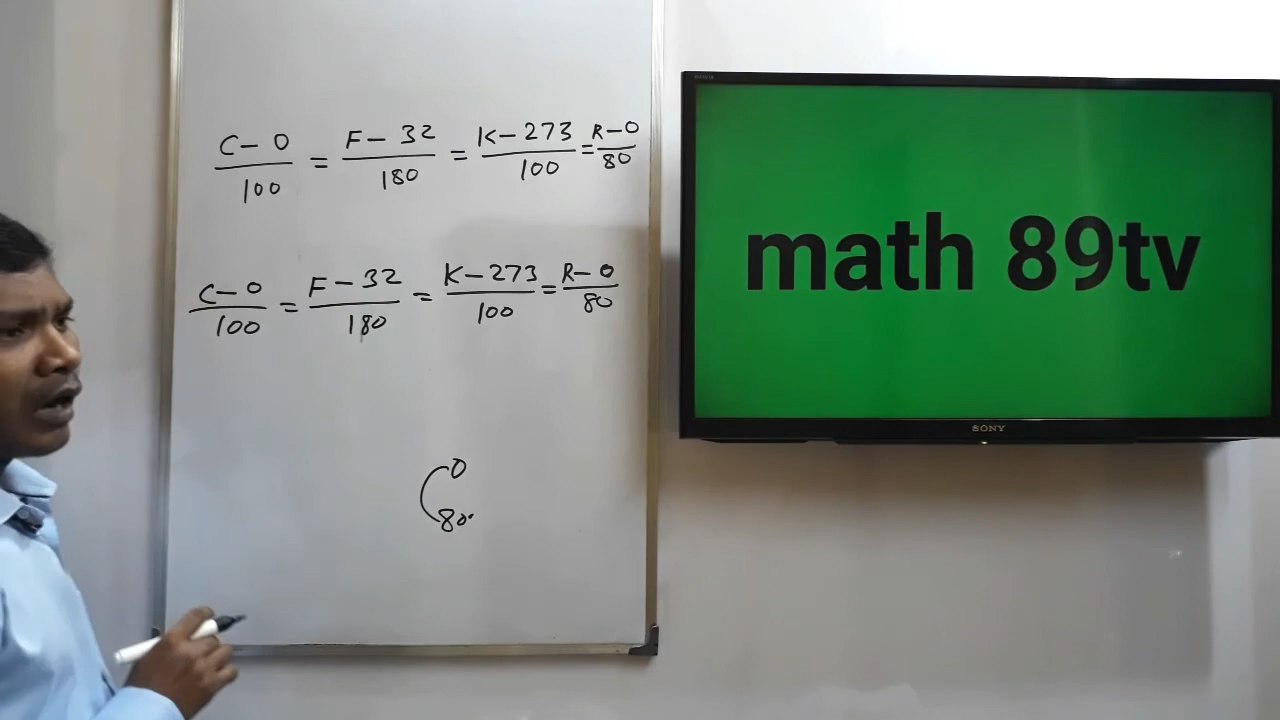 C-0/100 = F-32/180 = K-273/100 = R-0/80
C-0/100 = F-32/180 = K-273/100 = R-0/80
0
80
math 89tv
SONY